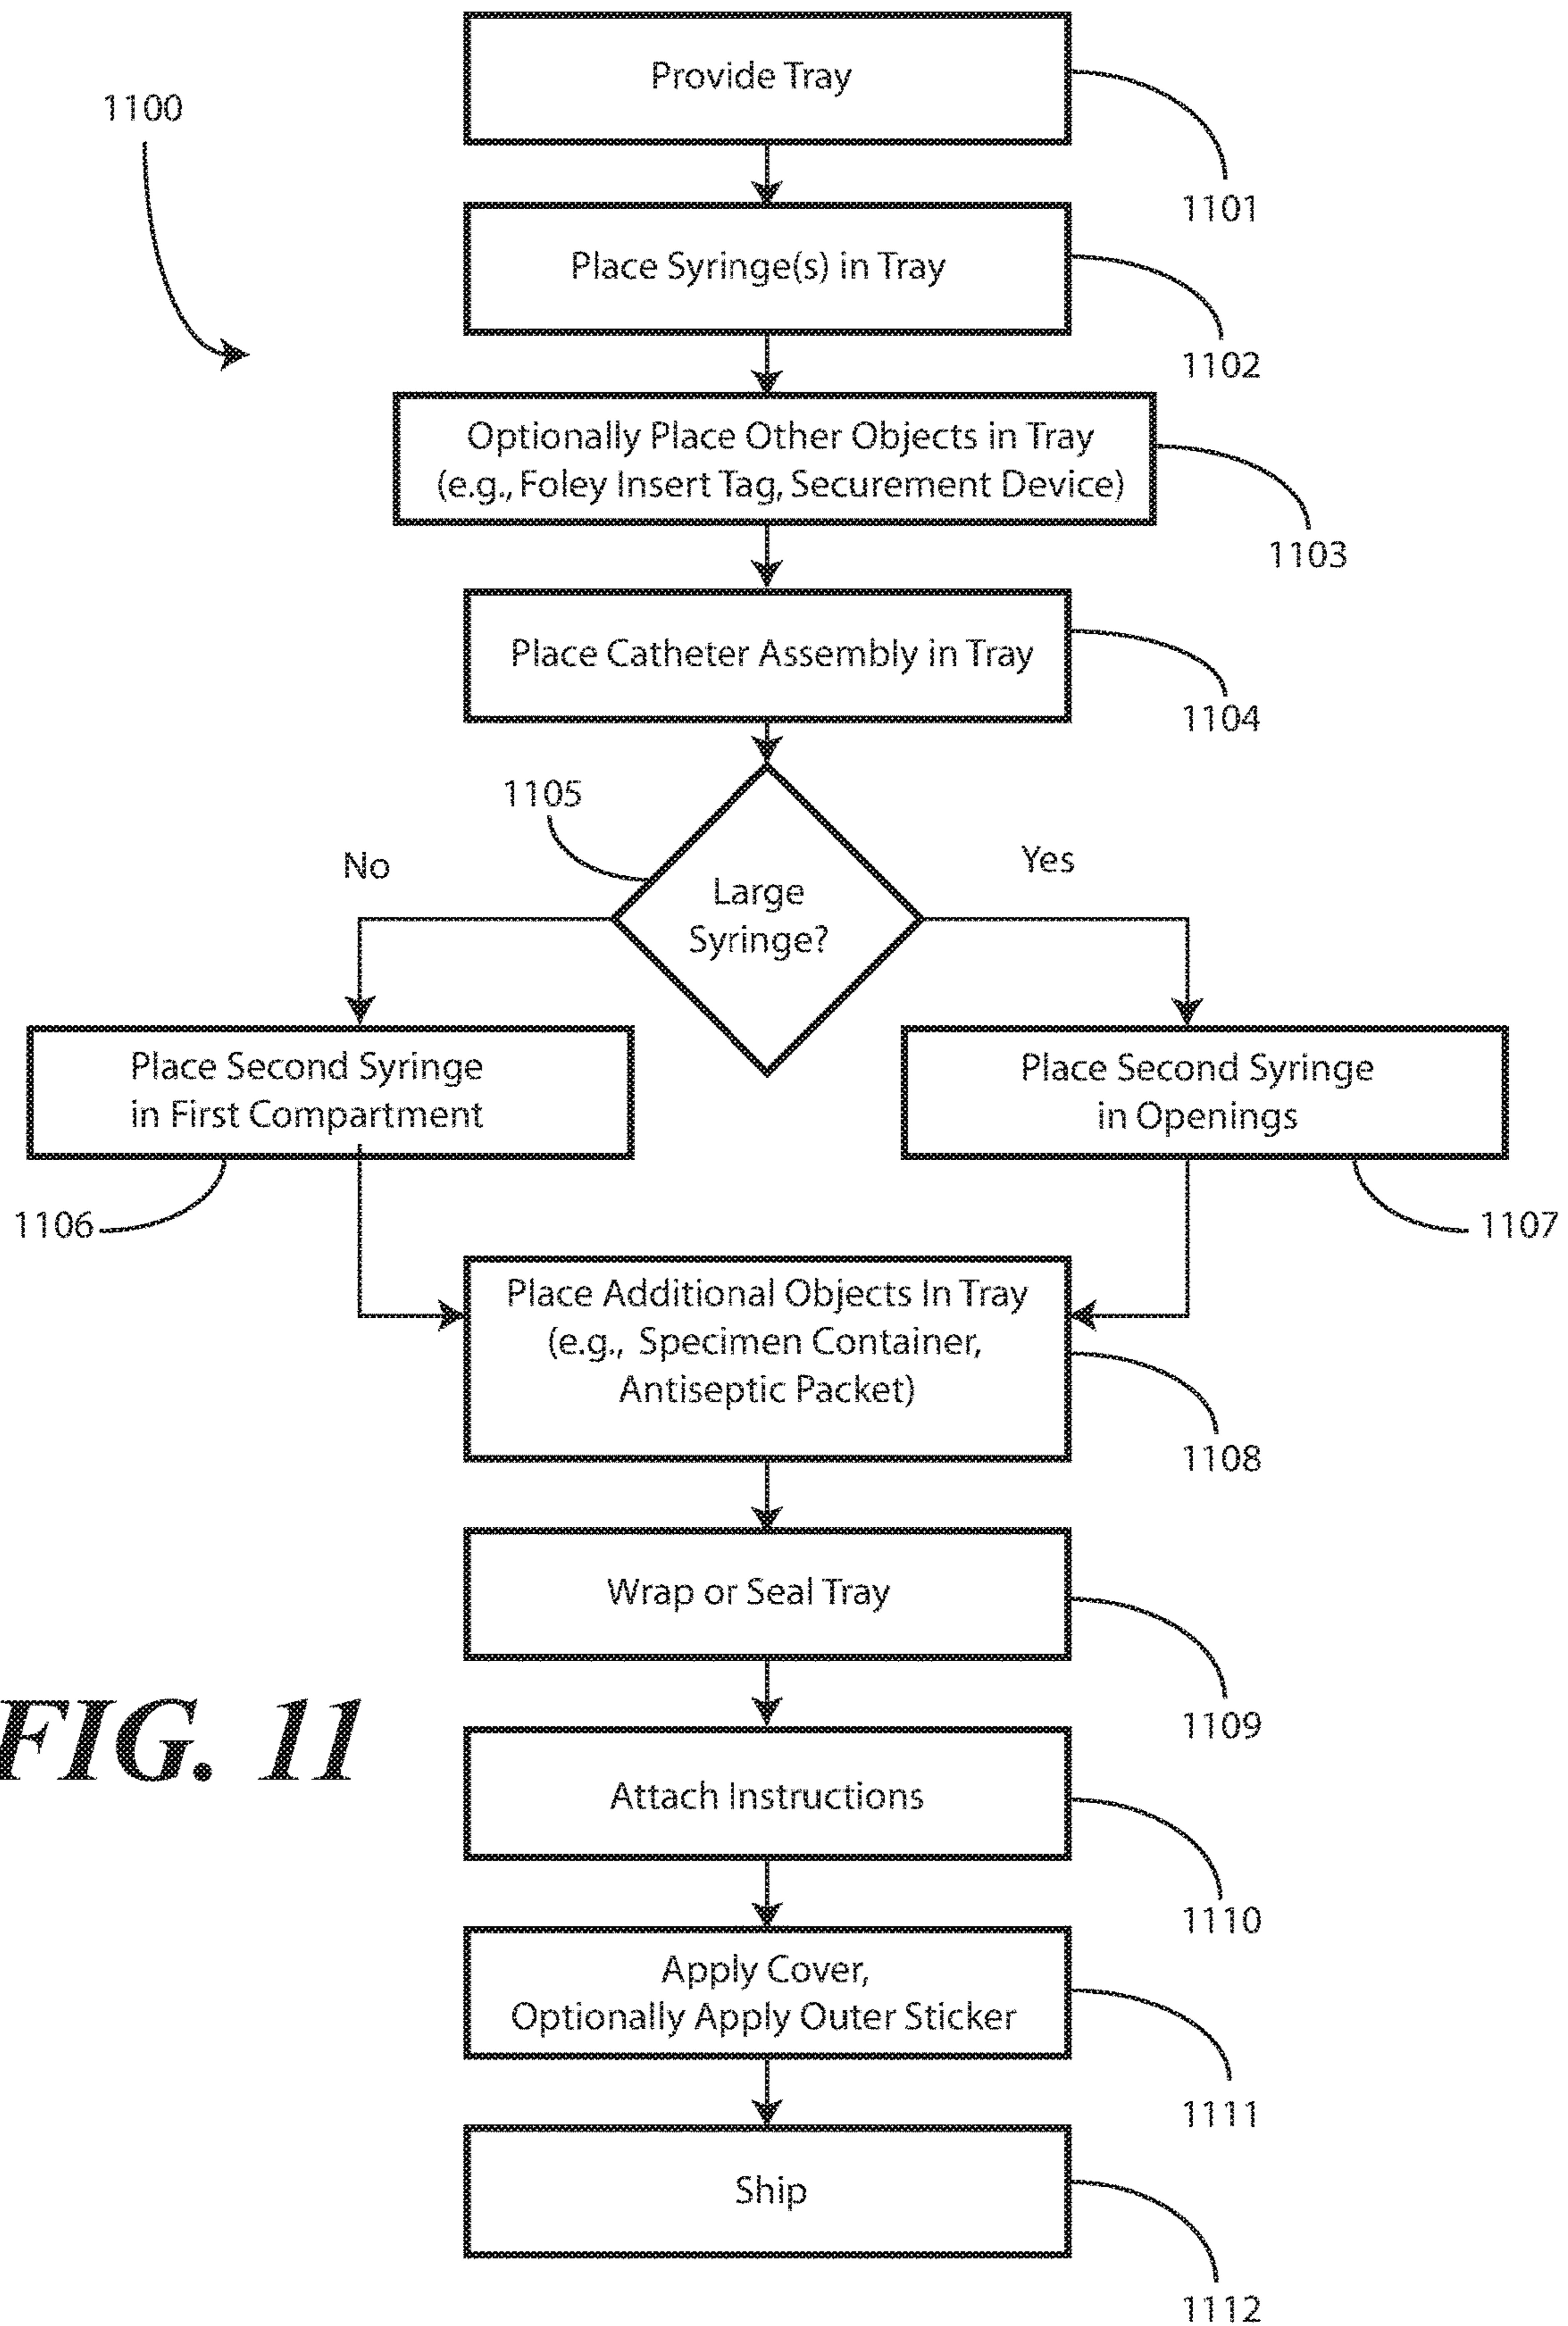 Provide Tray
1100
1101
Place Syringe(s) in Tray
1102
Optionally Place Other Objects in Tray
(e.g., Foley Insert Tag, Securement Device)
1103
Place Catheter Assembly in Tray
1104
1105
No
Yes
Large
Syringe?
Place Second Syringe
in First Compartment
Place Second Syringe
in Openings
1106
1107
Place Additional Objects In Tray
(e.g., Specimen Container,
Antiseptic Packet)
1108
Wrap or Seal Tray
1109
FIG. 11
Attach Instructions
1110
Apply Cover,
Optionally Apply Outer Sticker
1111
Ship
1112